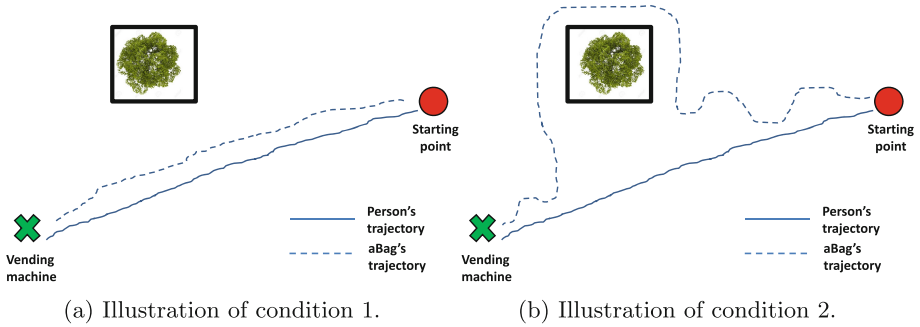 Starting
point
Person's
trajectory
aBag's
trajectory
Vending
machine
(a) Illustration of condition 1.
Starting
point
Person's
trajectory
aBag's
trajectory
Vending
machine
(b) Illustration of condition 2.